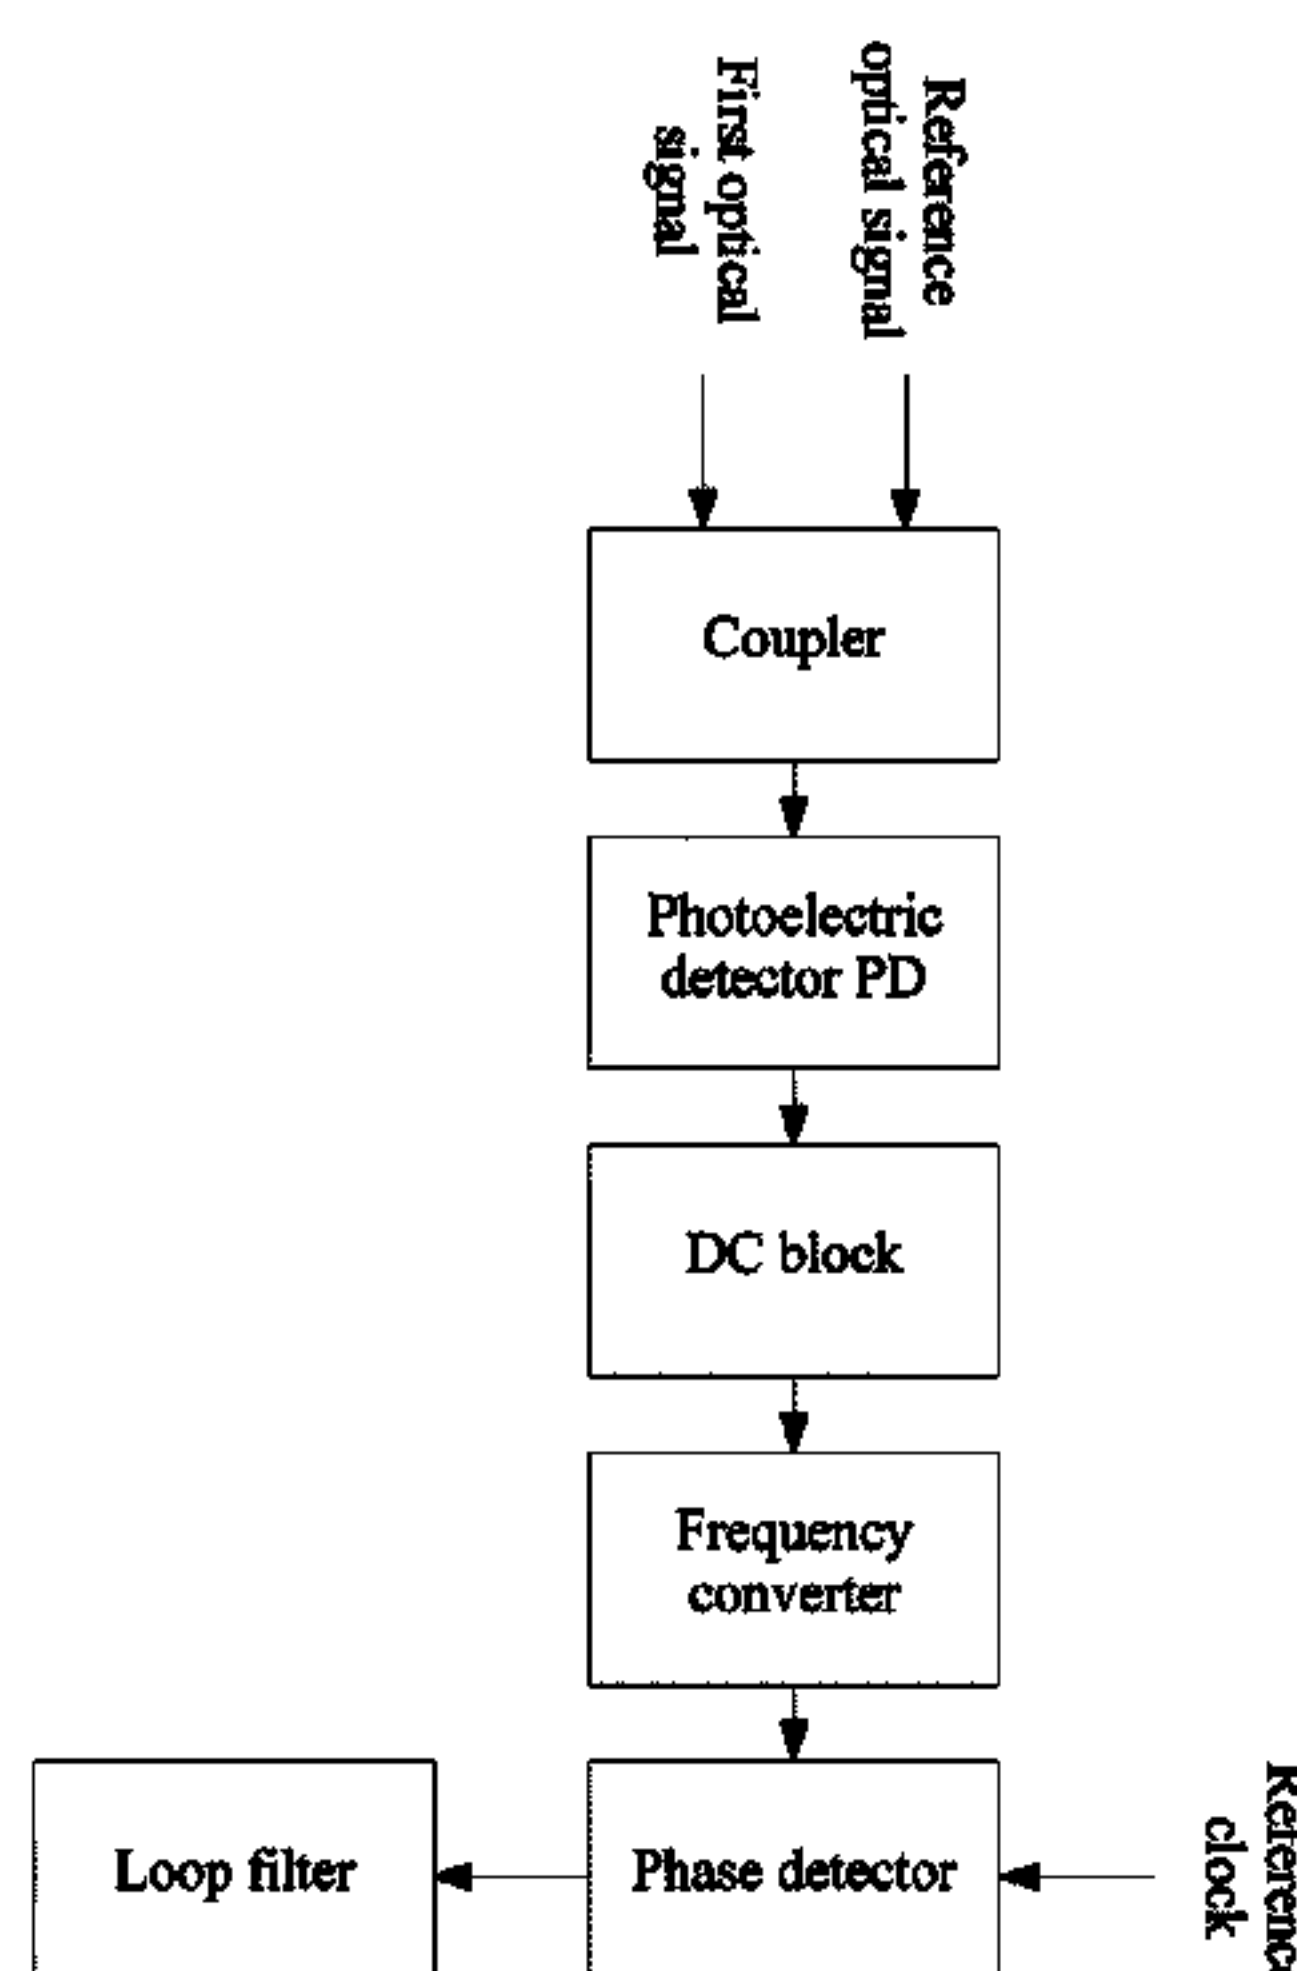 Reference
optical signal
First optical
signal
Coupler
Photoelectric
detector PD
DC block
Frequency
converter
Loop filter
Phase detector
Reference
clock